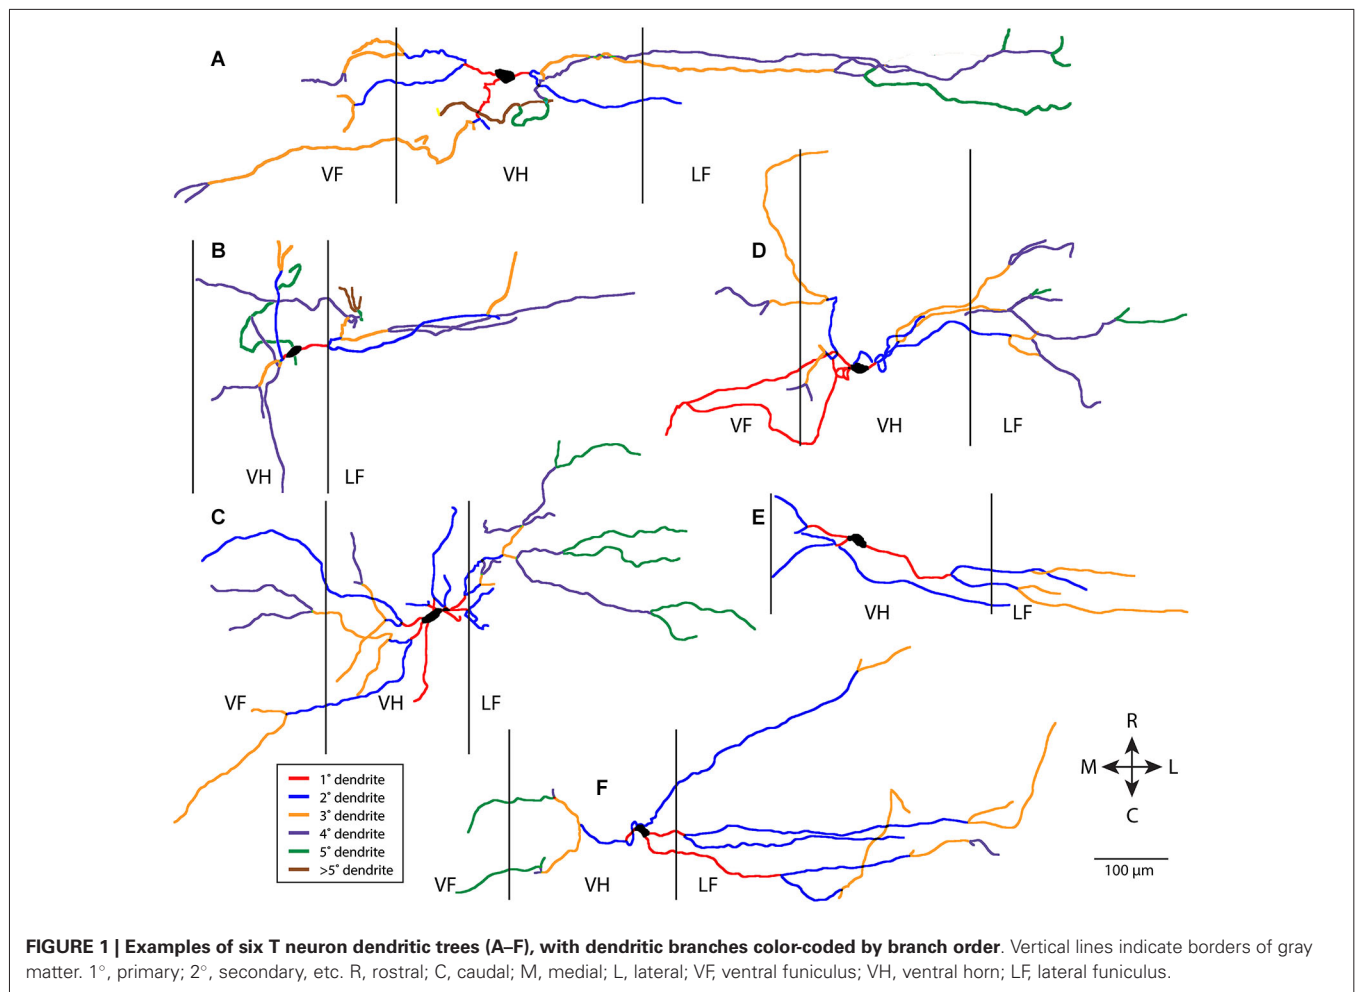 A
VF
VH
LF
B
VH
LF
D
VF
VH
LF
C
VF
VH
LF
E
VH
LF
1° dendrite
2° dendrite
3° dendrite
4° dendrite
5° dendrite
>5° dendrite
F
VF
VH
LF
R
M
L
C
100 µm
FIGURE 1 | Examples of six T neuron dendritic trees (A–F), with dendritic branches color-coded by branch order. Vertical lines indicate borders of gray
matter. 1°, primary; 2°, secondary, etc. R, rostral; C, caudal; M, medial; L, lateral; VF, ventral funiculus; VH, ventral horn; LF, lateral funiculus.